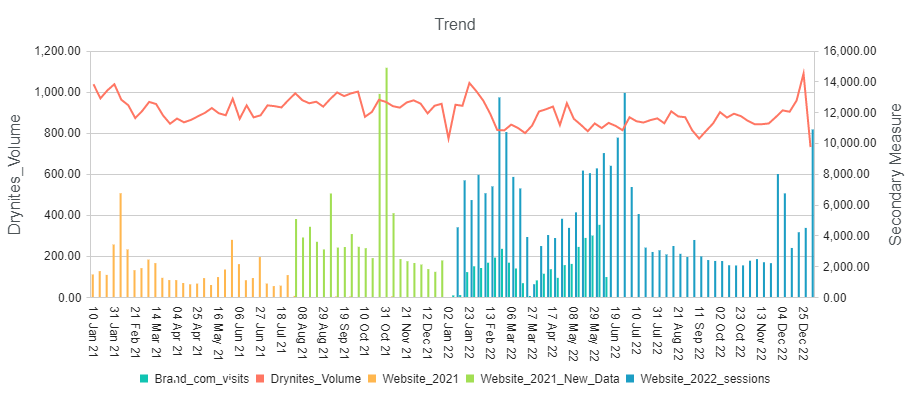 Trend
Drynites_Volume
1,200.00
1,000.00
800.00
600.00
400.00
200.00
0.00
16,000.00
14,000.00
12,000.00
10,000.00
8,000.00
6,000.00
4,000.00
2,000.00
0.00
Secondary Measure
10 Jan 21
31 Jan 21
21 Feb 21
14 Mar 21
04 Apr 21
25 Apr 21
16 May 21
06 Jun 21
27 Jun 21
18 Jul 21
08 Aug 21
29 Aug 21
19 Sep 21
10 Oct 21
31 Oct 21
21 Nov 21
12 Dec 21
02 Jan 22
23 Jan 22
13 Feb 22
06 Mar 22
27 Mar 22
17 Apr 22
08 May 22
29 May 22
19 Jun 22
10 Jul 22
31 Jul 22
21 Aug 22
11 Sep 22
02 Oct 22
23 Oct 22
13 Nov 22
04 Dec 22
25 Dec 22
Brand_com_visits Drynites_Volume Website_2021 Website_2021_New_Data Website_2022_sessions